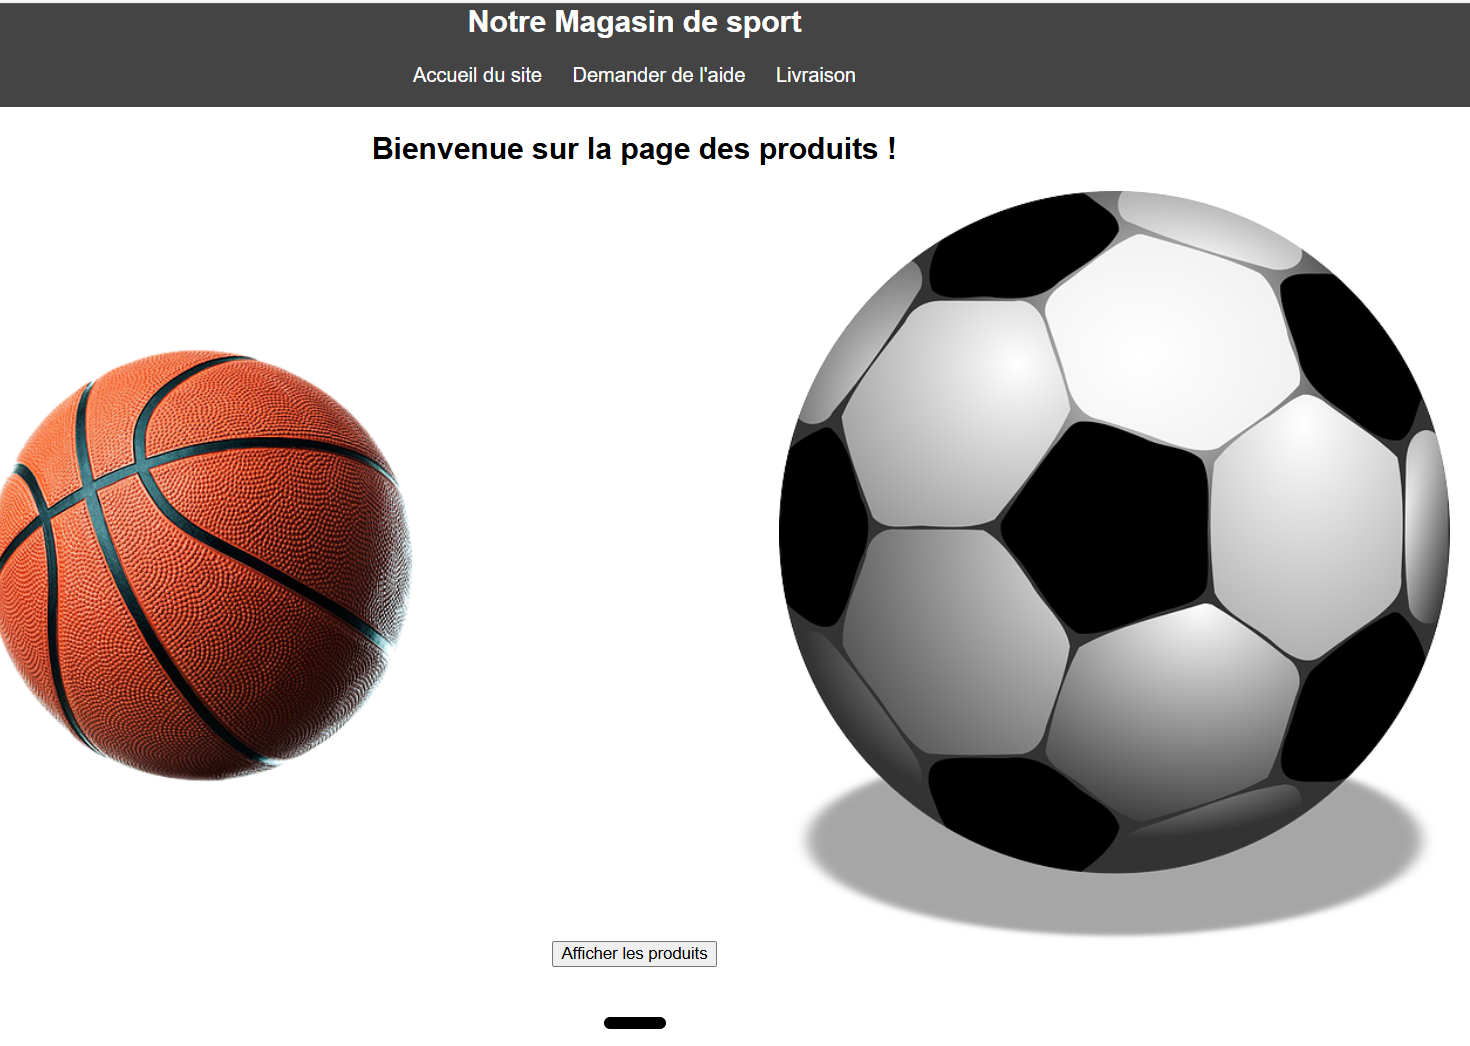 Notre Magasin de sport
Accueil du site Demander de l'aide Livraison
Bienvenue sur la page des produits !
Afficher les produits